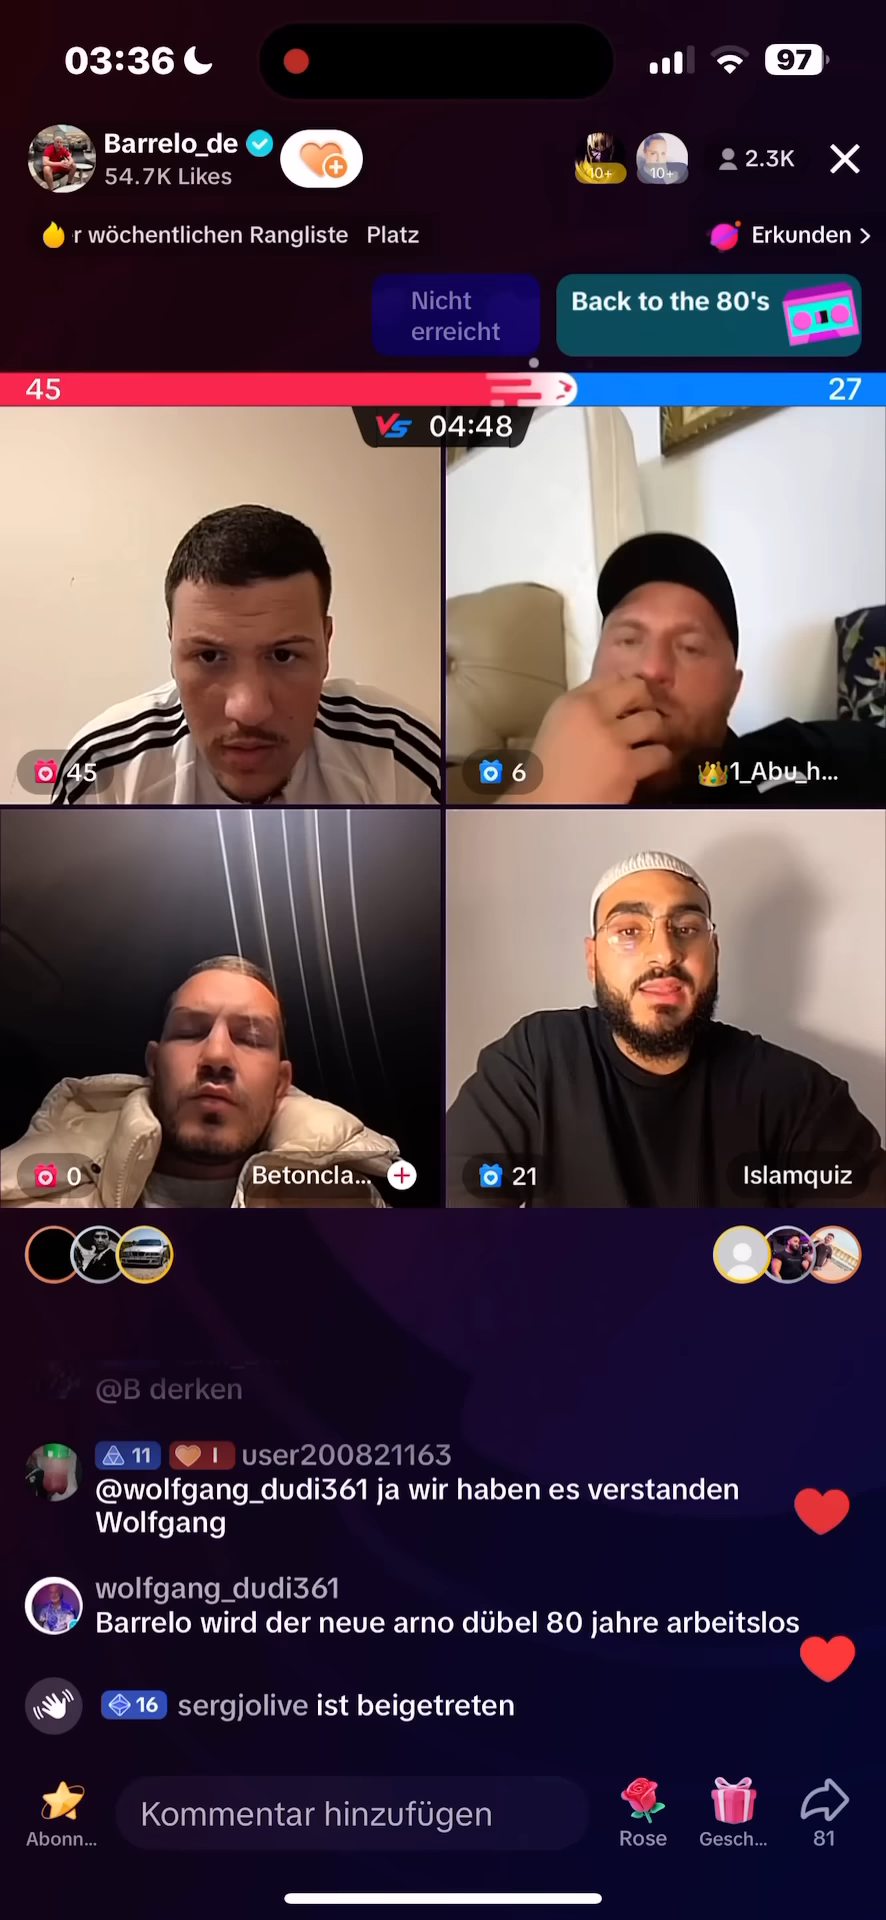 03:36
97
Barrelo_de
54.7K Likes
10+
10+
2.3K
r wöchentlichen Rangliste Platz
Erkunden >
Nicht
erreicht
Back to the 80's
45
27
VS 04:48
45
6
1_Abu_h...
0
Betoncla...
21
Islamquiz
@B derken
11 I user200821163
@wolfgang_dudi361 ja wir haben es verstanden
Wolfgang
wolfgang_dudi361
Barrelo wird der neue arno dübel 80 jahre arbeitslos
16 sergjolive ist beigetreten
Kommentar hinzufügen
Abonn...
Rose
Gesch...
81